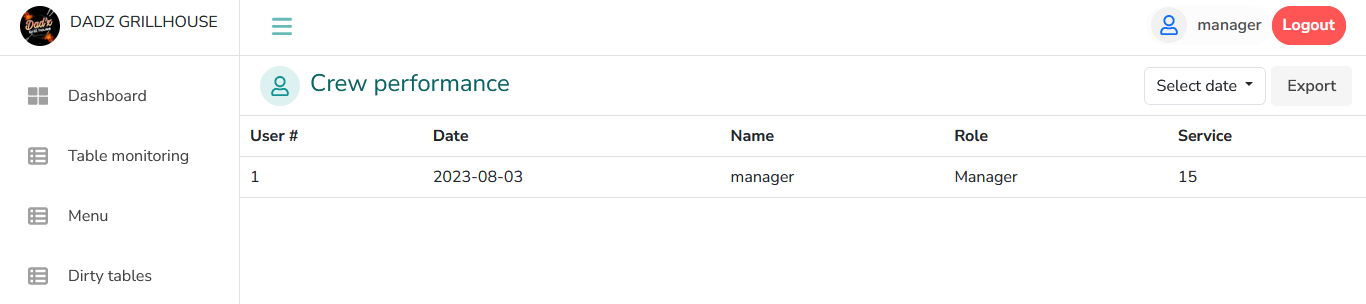 Dad'z
GRILL HOUSE
DADZ GRILLHOUSE
manager
Logout
Dashboard
Table monitoring
Menu
Dirty tables
Crew performance
Select date
Export
User # Date Name Role Service
1 2023-08-03 manager Manager 15